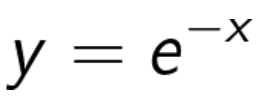 y = e^{-x}